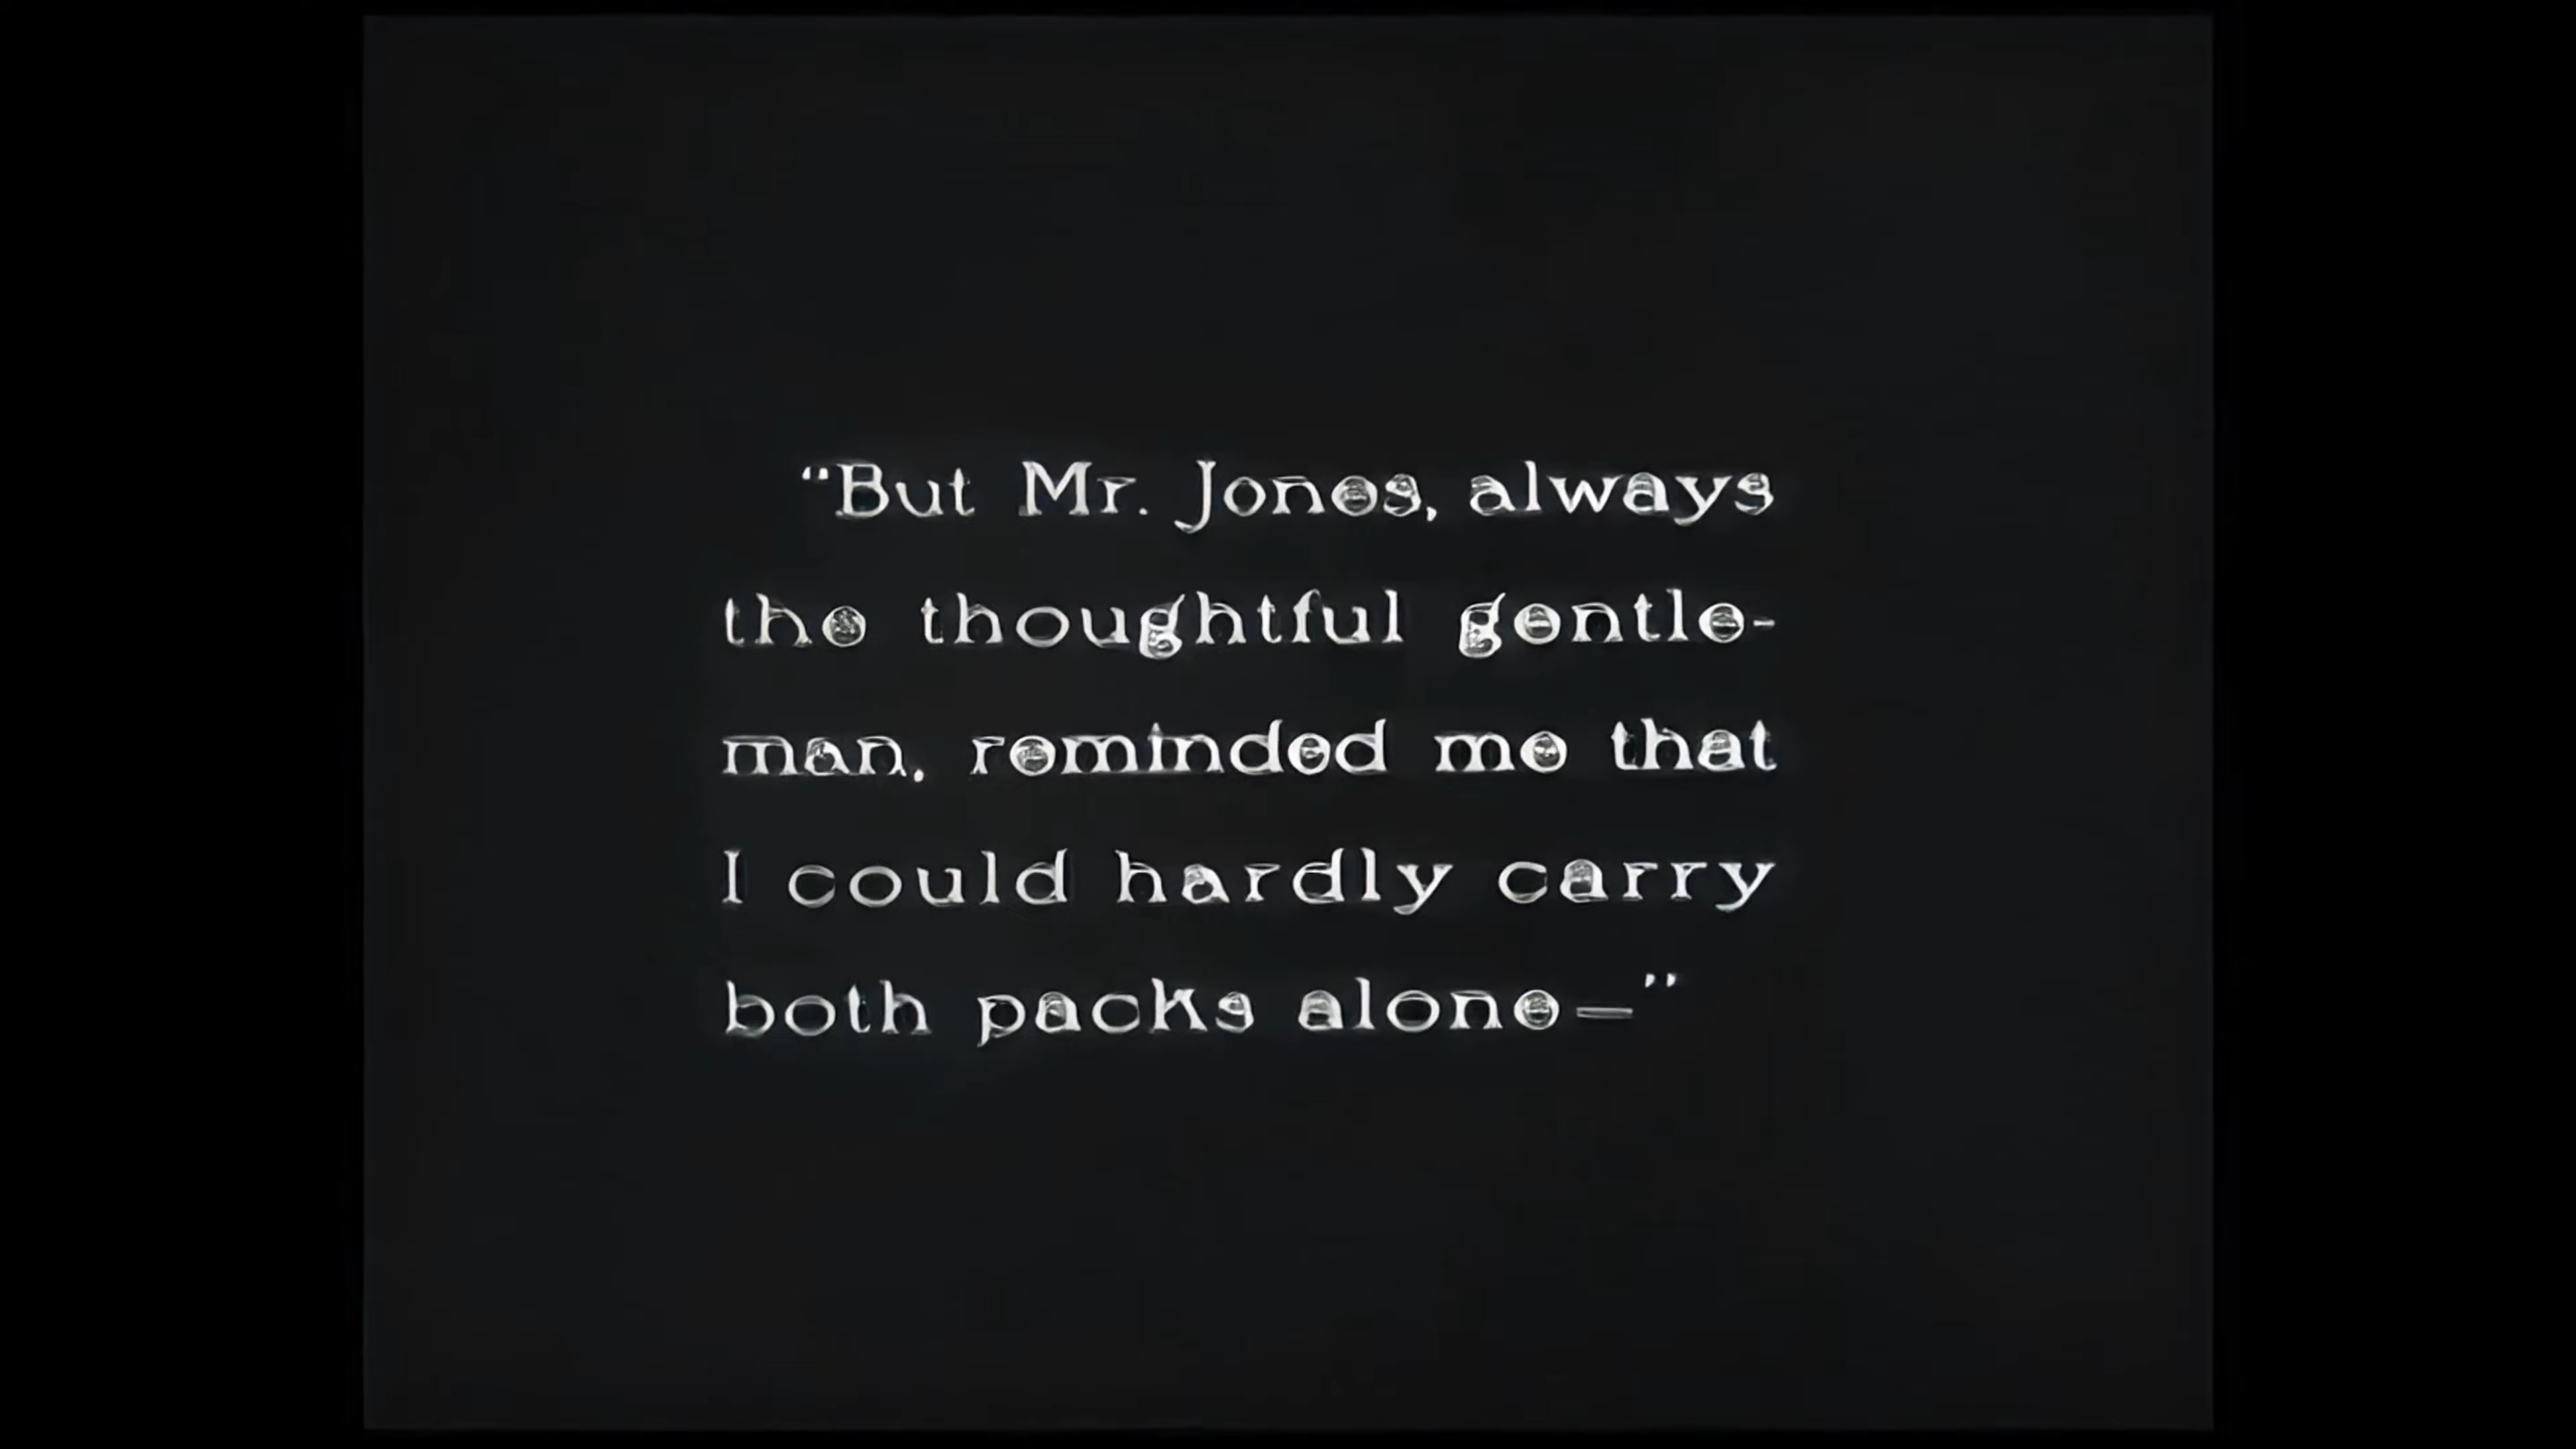 “But Mr. Jones, always
the thoughtful gentle-
man, reminded me that
I could hardly carry
both packs alone—”